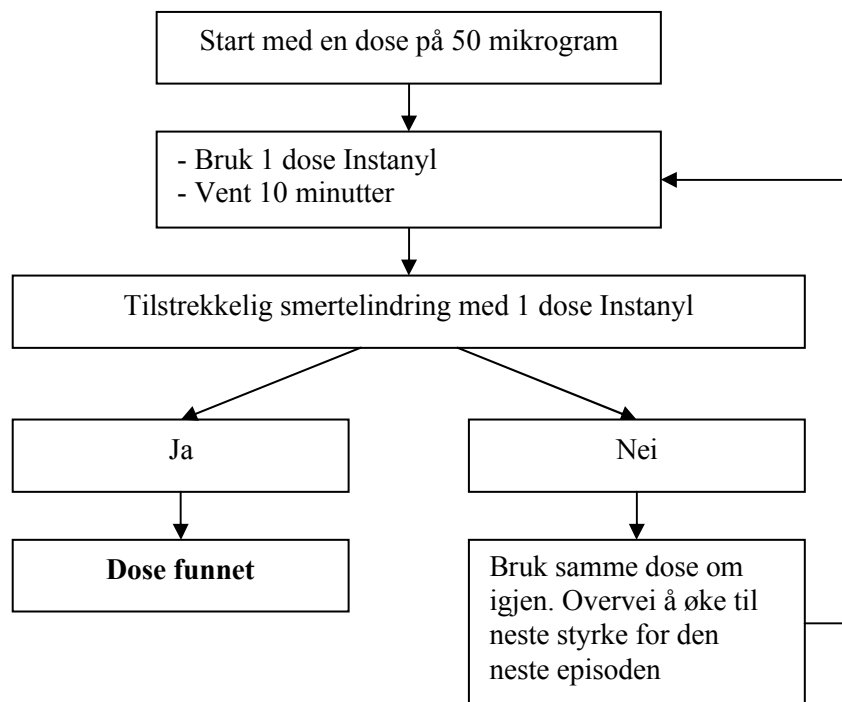 Start med en dose på 50 mikrogram
- Bruk 1 dose Instanyl
- Vent 10 minutter
Tilstrekkelig smertelindring med 1 dose Instanyl
Ja
Nei
Dose funnet
Bruk samme dose om
igjen. Overvei å øke til
neste styrke for den
neste episoden